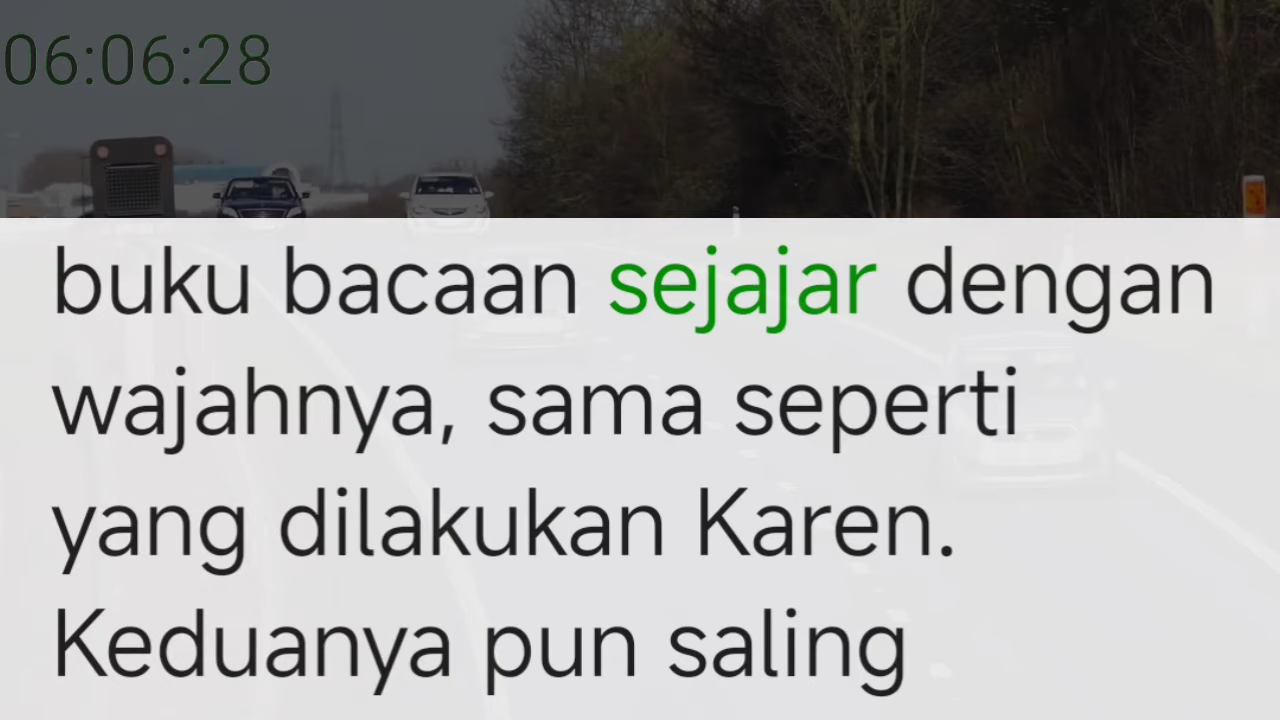 06:06:28
buku bacaan sejajar dengan
wajahnya, sama seperti
yang dilakukan Karen.
Keduanya pun saling